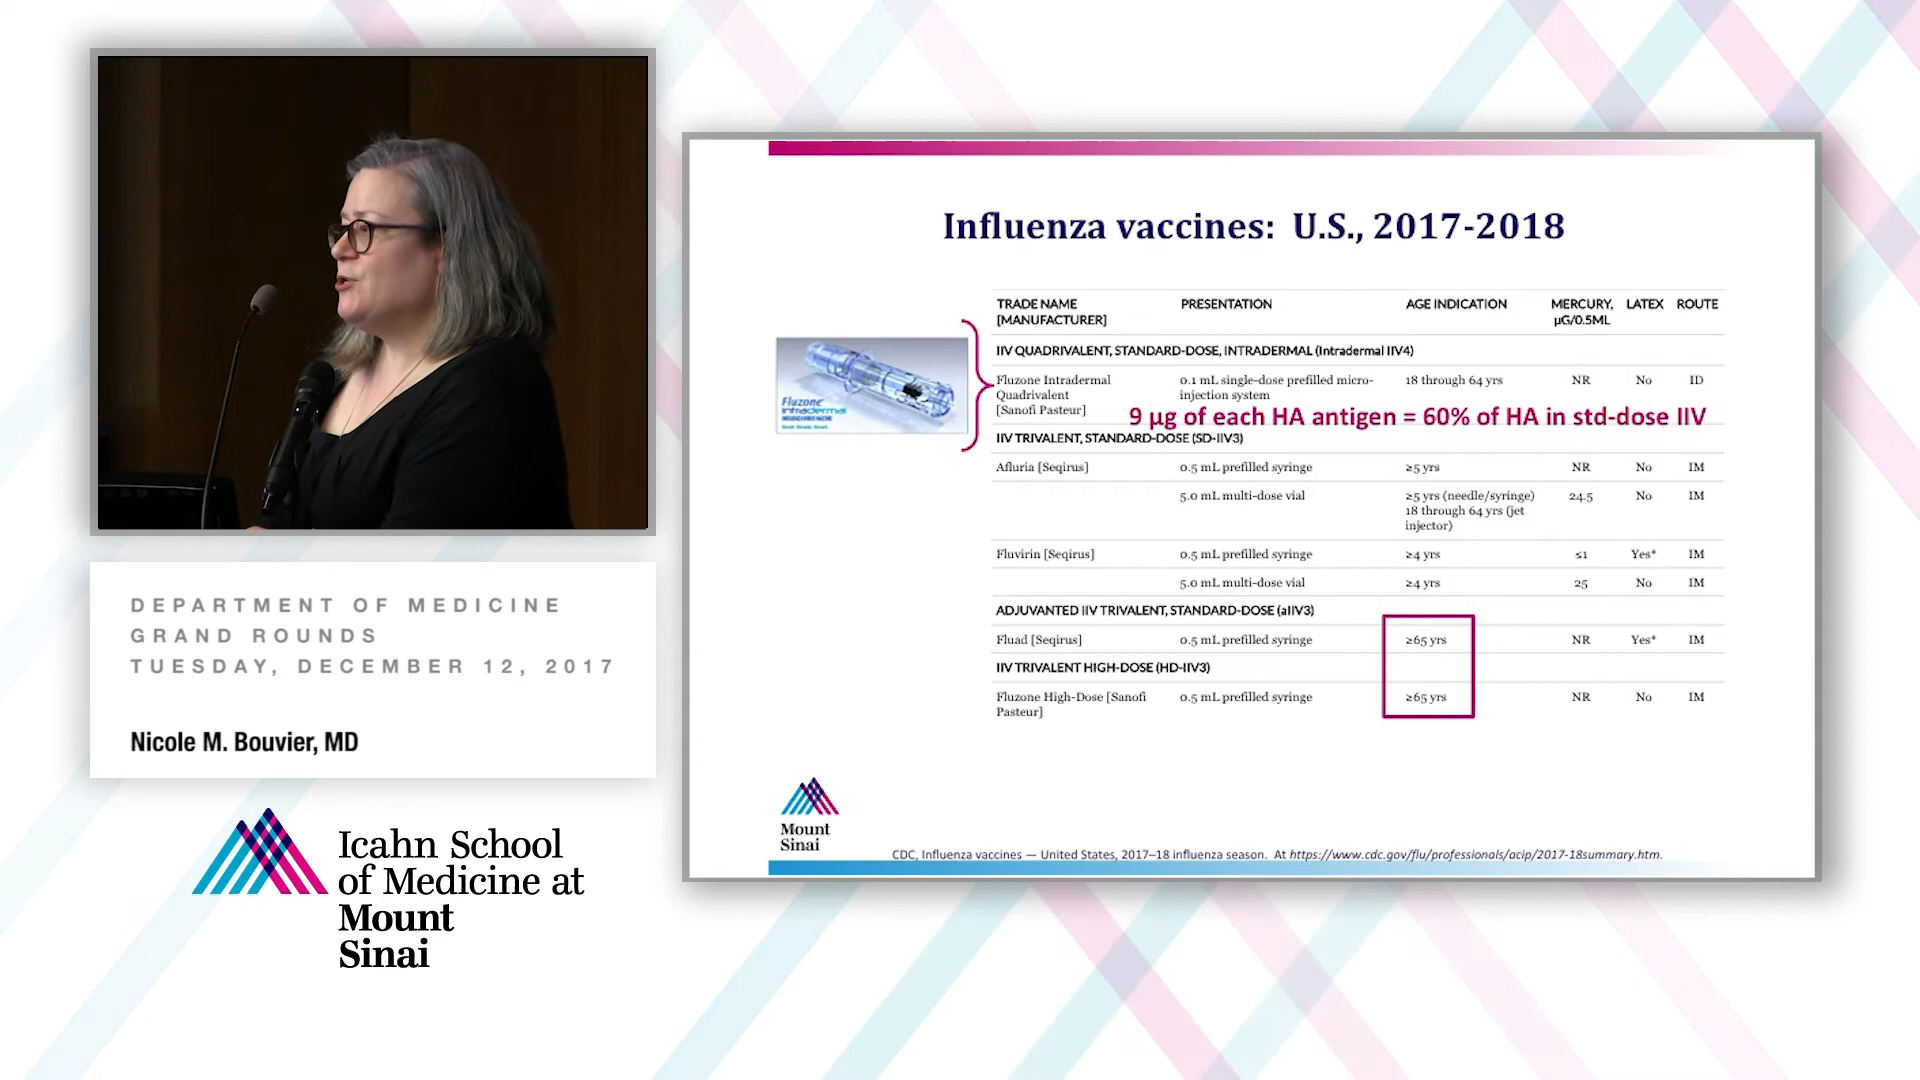 DEPARTMENT OF MEDICINE
GRAND ROUNDS
TUESDAY, DECEMBER 12, 2017
Nicole M. Bouvier, MD
Icahn School
of Medicine at
Mount
Sinai
Influenza vaccines: U.S., 2017-2018
TRADE NAME [MANUFACTURER] PRESENTATION AGE INDICATION MERCURY, µG/0.5ML LATEX ROUTE
IIV QUADRIVALENT, STANDARD-DOSE, INTRADERMAL (Intradermal IIV4)
Fluzone Intradermal Quadrivalent [Sanofi Pasteur] 0.1 mL single-dose prefilled micro-injection system 18 through 64 yrs NR No ID
Fluzone
Intradermal
9 µg of each HA antigen = 60% of HA in std-dose IIV
IIV TRIVALENT, STANDARD-DOSE (SD-IIV3)
Afluria [Seqirus] 0.5 mL prefilled syringe ≥5 yrs NR No IM
5.0 mL multi-dose vial ≥5 yrs (needle/syringe) 18 through 64 yrs (jet injector) 24.5 No IM
Fluvirin [Seqirus] 0.5 mL prefilled syringe ≥4 yrs ≤1 Yes* IM
5.0 mL multi-dose vial ≥4 yrs 25 No IM
ADJUVANTED IIV TRIVALENT, STANDARD-DOSE (aIIV3)
Fluad [Seqirus] 0.5 mL prefilled syringe ≥65 yrs NR Yes* IM
IIV TRIVALENT HIGH-DOSE (HD-IIV3)
Fluzone High-Dose [Sanofi Pasteur] 0.5 mL prefilled syringe ≥65 yrs NR No IM
Mount
Sinai
CDC, Influenza vaccines — United States, 2017–18 influenza season. At https://www.cdc.gov/flu/professionals/acip/2017-18summary.htm.